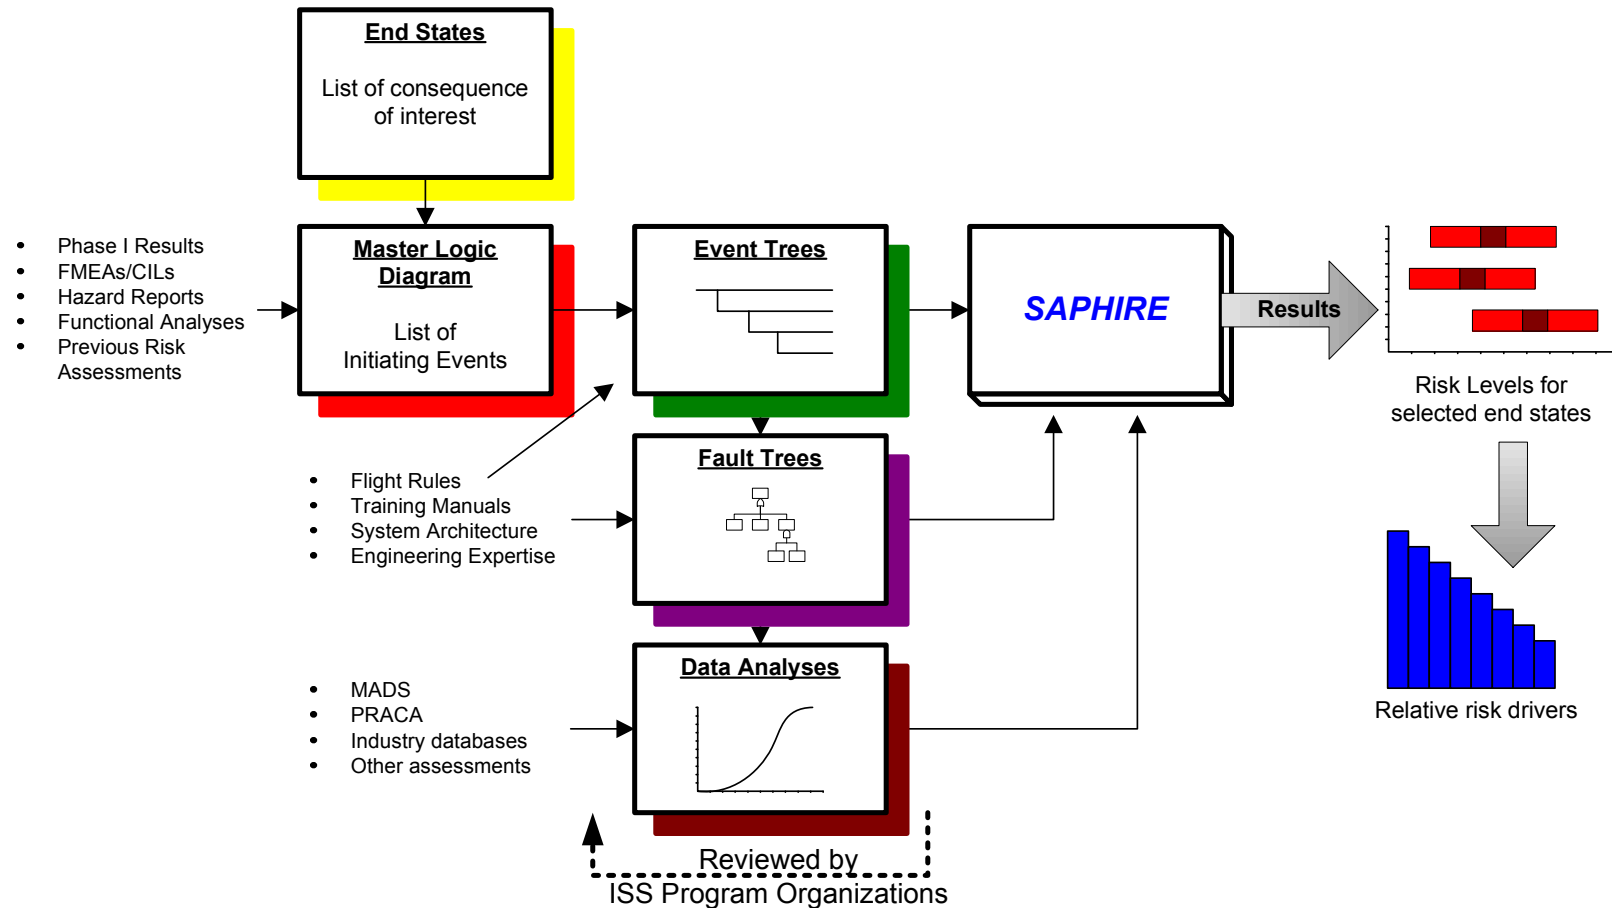 End States
List of consequence
of interest
• Phase I Results
• FMEAs/CILs
• Hazard Reports
• Functional Analyses
• Previous Risk
Assessments
Master Logic
Diagram
List of
Initiating Events
Event Trees
SAPHIRE
Results
Risk Levels for
selected end states
• Flight Rules
• Training Manuals
• System Architecture
• Engineering Expertise
Fault Trees
• MADS
• PRACA
• Industry databases
• Other assessments
Data Analyses
Relative risk drivers
Reviewed by
ISS Program Organizations